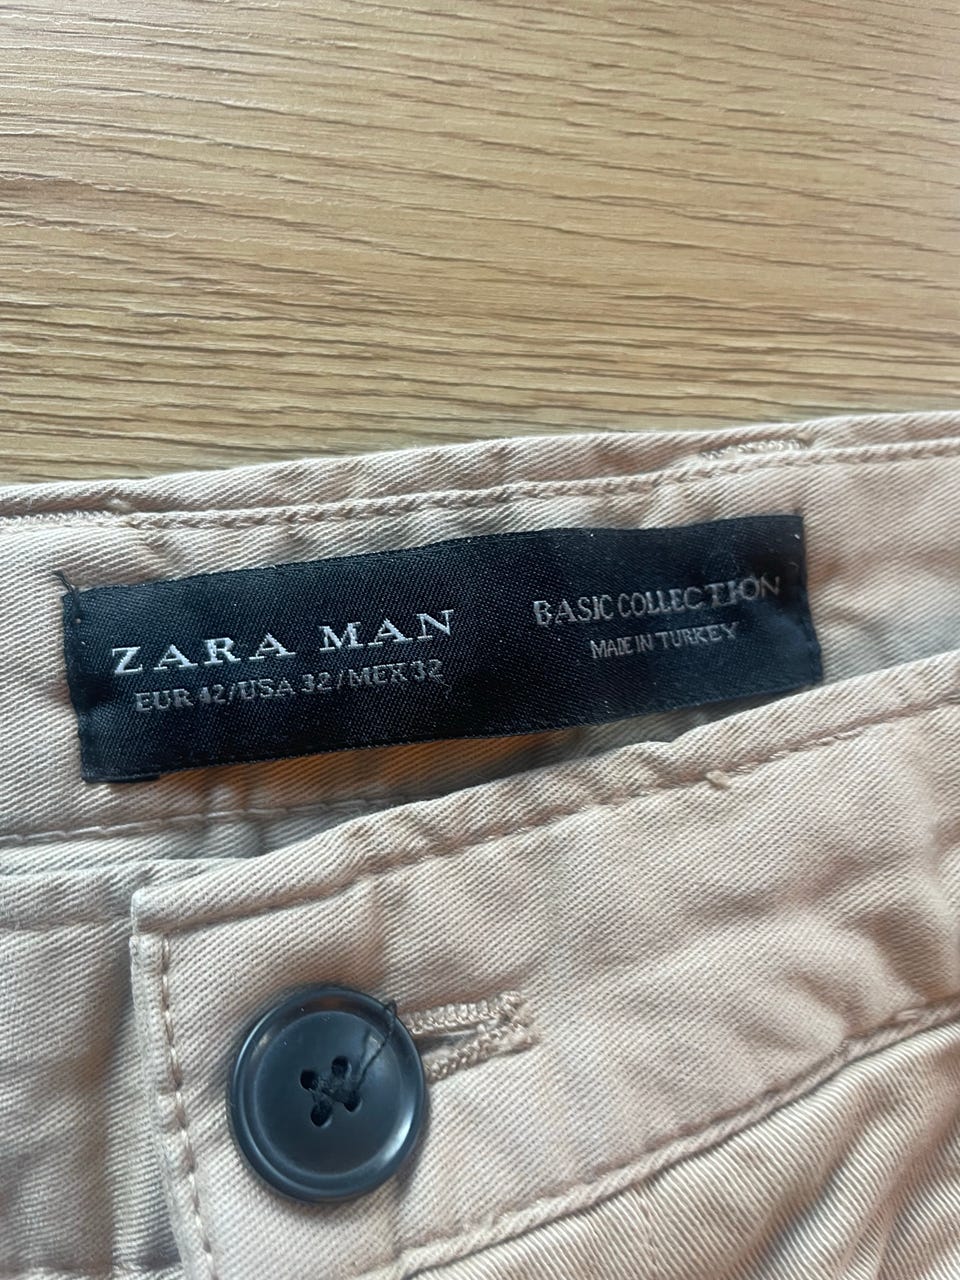 ZARA MAN
EUR 42/USA 32/MEX 32
BASIC COLLECTION
MADE IN TURKEY